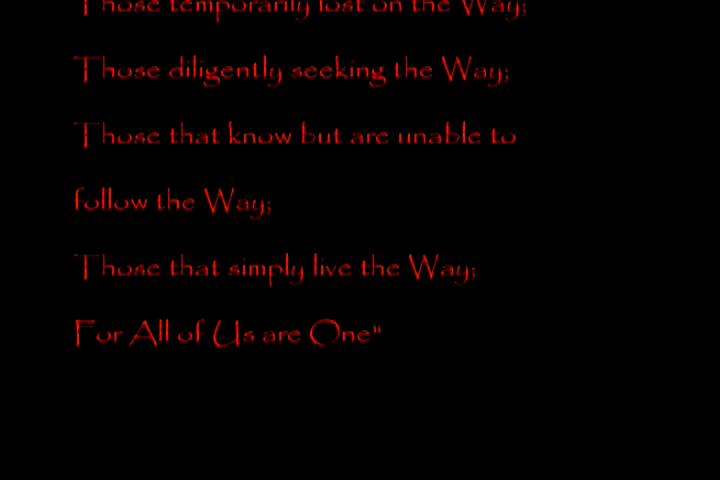 Those temporarily lost on the Way;
Those diligently seeking the Way;
Those that know but are unable to
follow the Way;
Those that simply live the Way;
For All of Us are One"